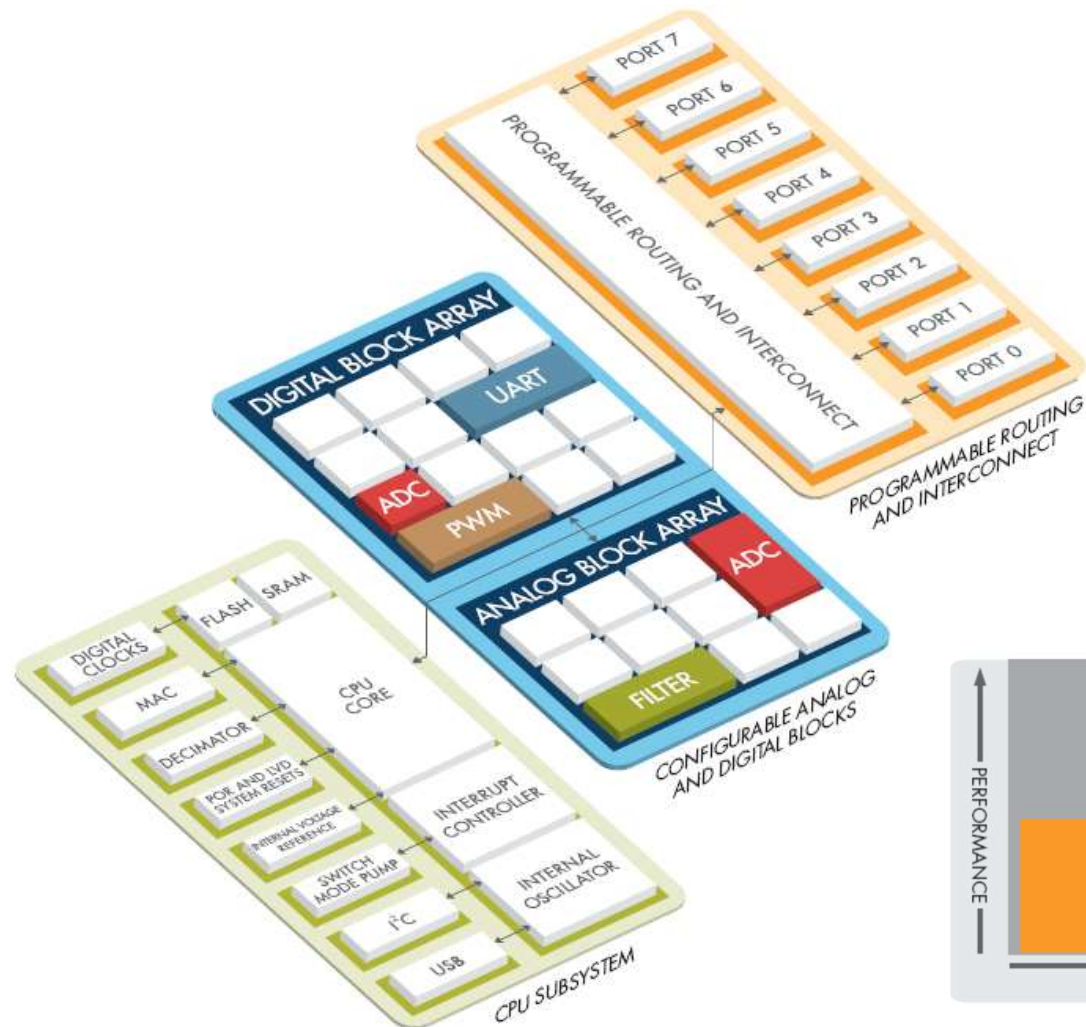 PORT 7
PORT 6
PORT 5
PORT 4
PORT 3
PORT 2
PORT 1
PORT 0
PROGRAMMABLE ROUTING AND INTERCONNECT
PROGRAMMABLE ROUTING
AND INTERCONNECT
DIGITAL BLOCK ARRAY
UART
ADC
PWM
ANALOG BLOCK ARRAY
ADC
FILTER
CONFIGURABLE ANALOG
AND DIGITAL BLOCKS
FLASH
SRAM
CPU
CORE
INTERRUPT
CONTROLLER
INTERNAL
OSCILLATOR
DIGITAL
CLOCKS
MAC
DECIMATOR
POR AND LVD
SYSTEM RESETS
INTERNAL VOLTAGE
REFERENCE
SWITCH
MODE PUMP
I²C
USB
CPU SUBSYSTEM
PERFORMANCE